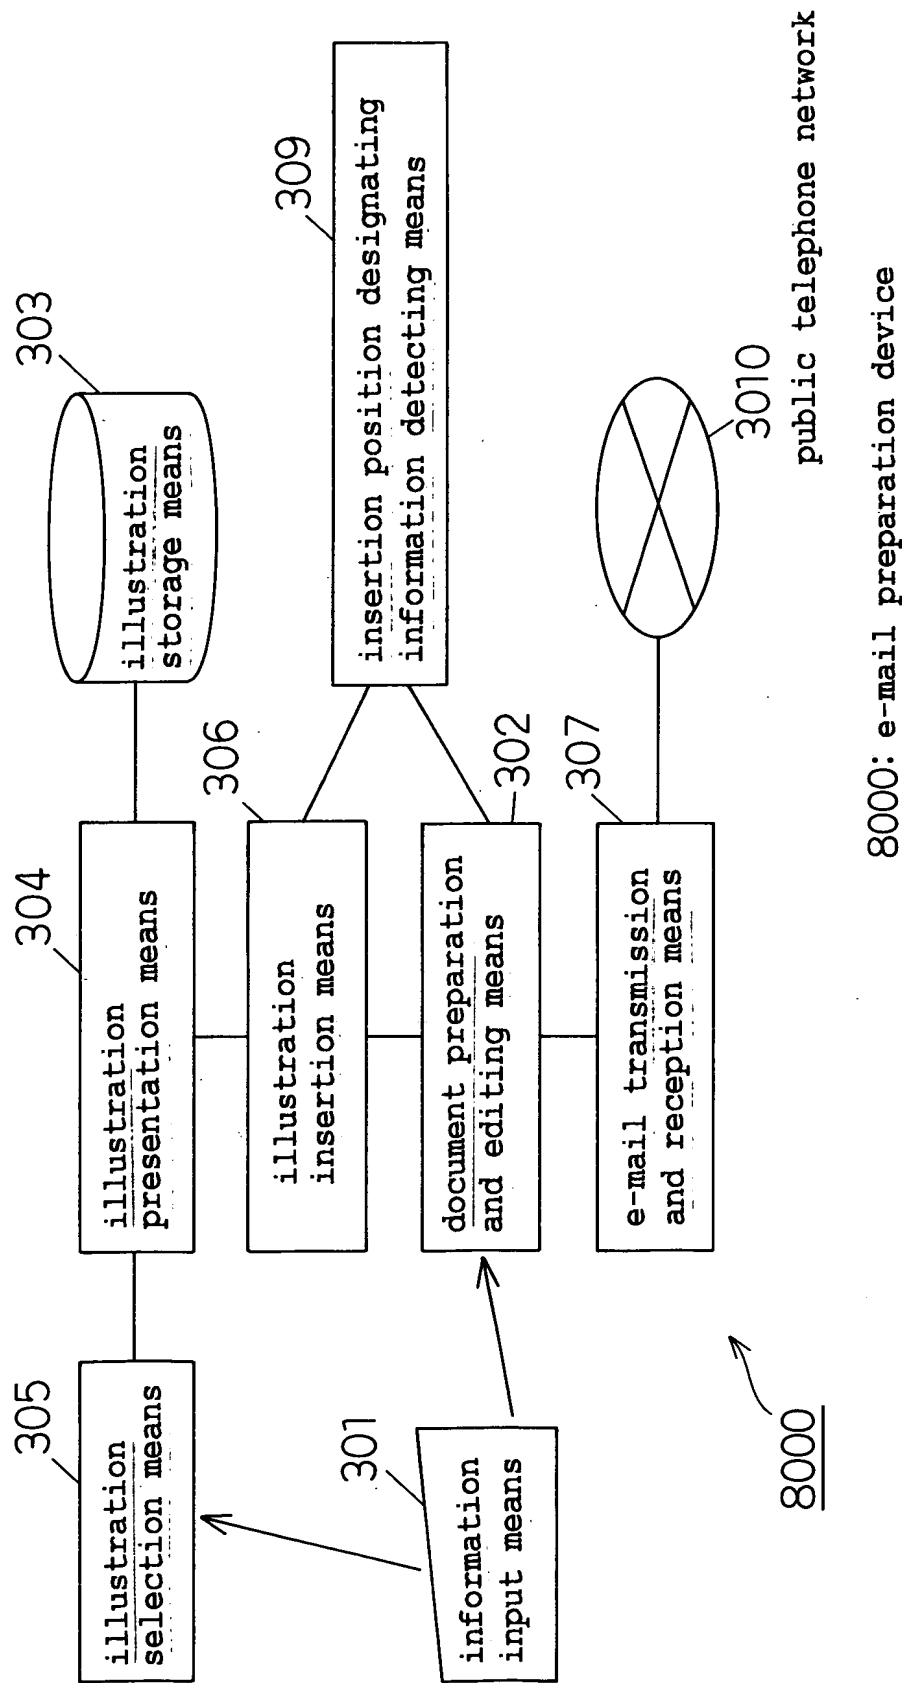 305
illustration
selection means
304
illustration
presentation means
303
illustration
storage means
306
illustration
insertion means
309
insertion position designating
information detecting means
301
information
input means
302
document preparation
and editing means
307
e-mail transmission
and reception means
3010
public telephone network
8000
8000: e-mail preparation device